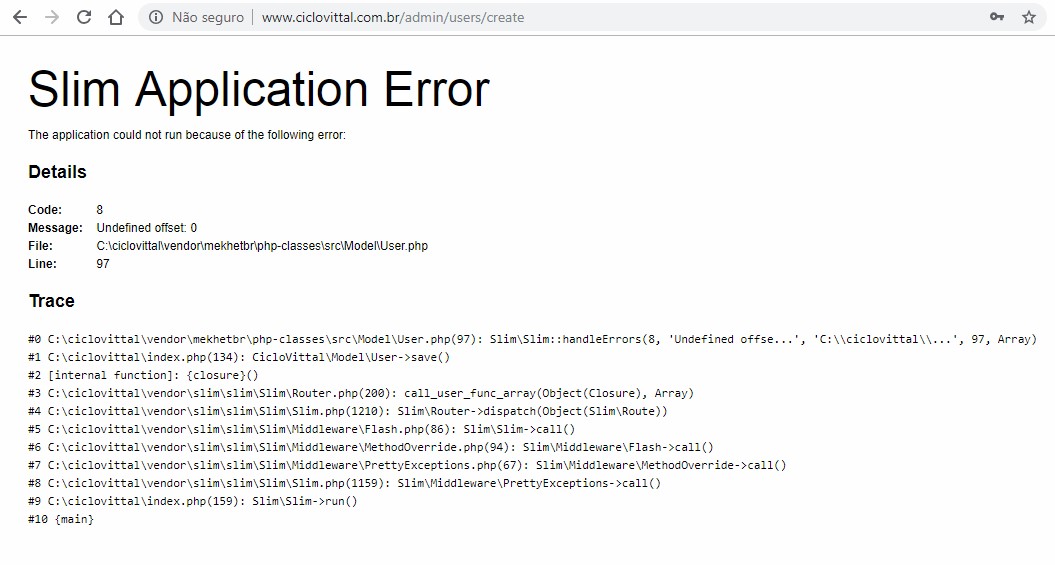 Não seguro | www.ciclovittal.com.br/admin/users/create
Slim Application Error
The application could not run because of the following error:
Details
Code: 8
Message: Undefined offset: 0
File: C:\ciclovittal\vendor\mekhetbr\php-classes\src\Model\User.php
Line: 97
Trace
#0 C:\ciclovittal\vendor\mekhetbr\php-classes\src\Model\User.php(97): Slim\Slim::handleErrors(8, 'Undefined offse...', 'C:\\ciclovittal\\...', 97, Array)
#1 C:\ciclovittal\index.php(134): CicloVittal\Model\User->save()
#2 [internal function]: {closure}()
#3 C:\ciclovittal\vendor\slim\slim\Slim\Router.php(200): call_user_func_array(Object(Closure), Array)
#4 C:\ciclovittal\vendor\slim\slim\Slim\Slim.php(1210): Slim\Router->dispatch(Object(Slim\Route))
#5 C:\ciclovittal\vendor\slim\slim\Slim\Middleware\Flash.php(86): Slim\Slim->call()
#6 C:\ciclovittal\vendor\slim\slim\Slim\Middleware\MethodOverride.php(94): Slim\Middleware\Flash->call()
#7 C:\ciclovittal\vendor\slim\slim\Slim\Middleware\PrettyExceptions.php(67): Slim\Middleware\MethodOverride->call()
#8 C:\ciclovittal\vendor\slim\slim\Slim\Slim.php(1159): Slim\Middleware\PrettyExceptions->call()
#9 C:\ciclovittal\index.php(159): Slim\Slim->run()
#10 {main}